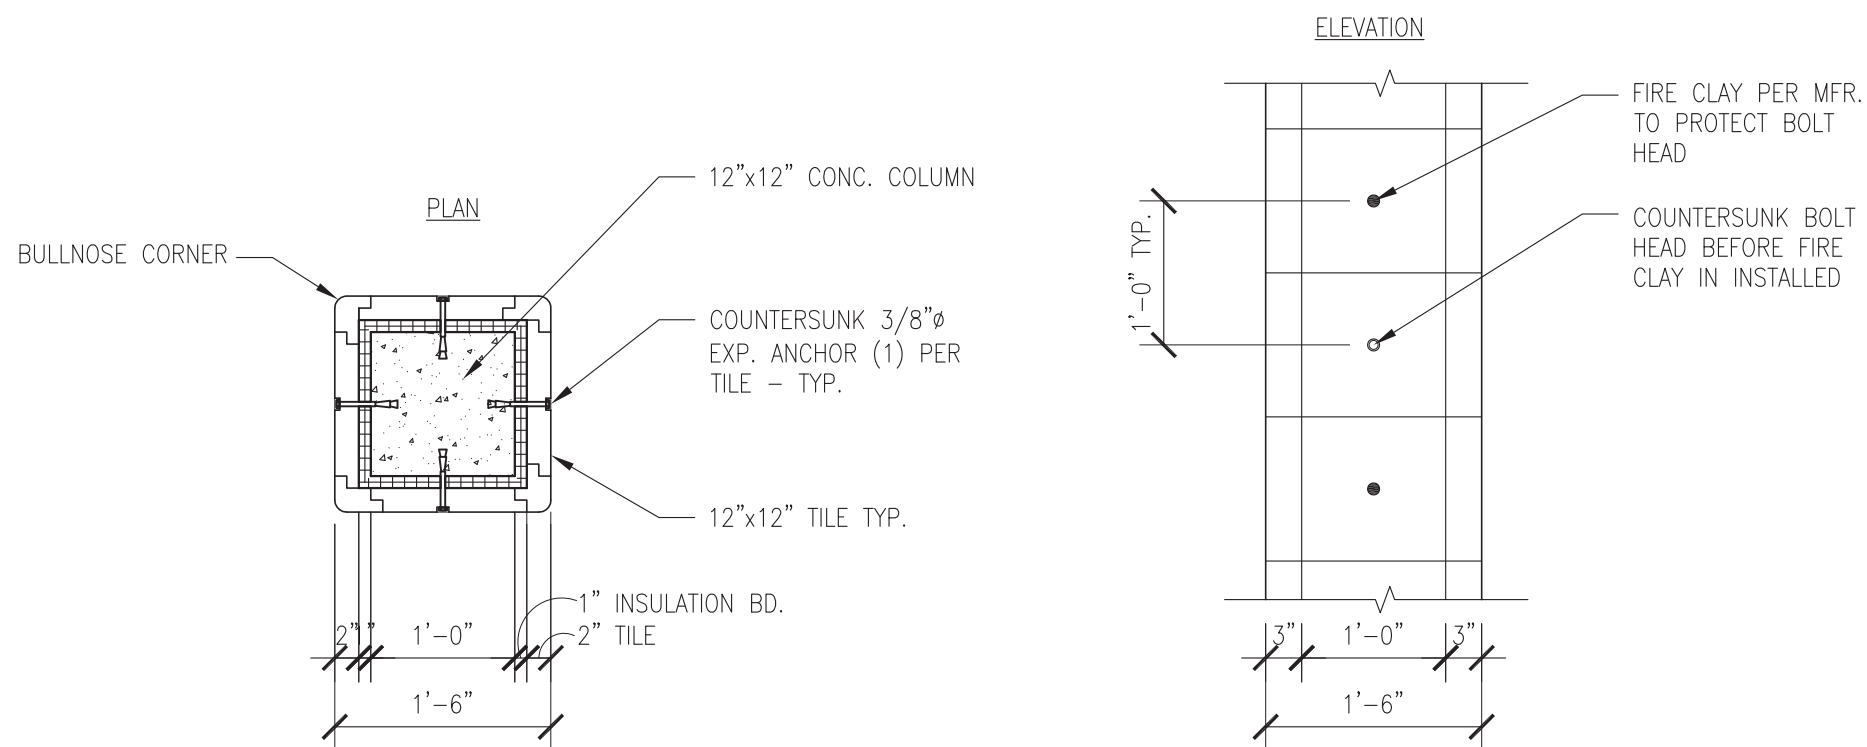 ELEVATION
FIRE CLAY PER MFR.
TO PROTECT BOLT
HEAD
12"x12" CONC. COLUMN
PLAN
COUNTERSUNK BOLT
HEAD BEFORE FIRE
CLAY IN INSTALLED
BULLNOSE CORNER
1'-0" TYP.
COUNTERSUNK 3/8"ø
EXP. ANCHOR (1) PER
TILE - TYP.
12"x12" TILE TYP.
1" INSULATION BD.
2" TILE
2" " 1'-0"
3" 1'-0" 3"
1'-6"
1'-6"